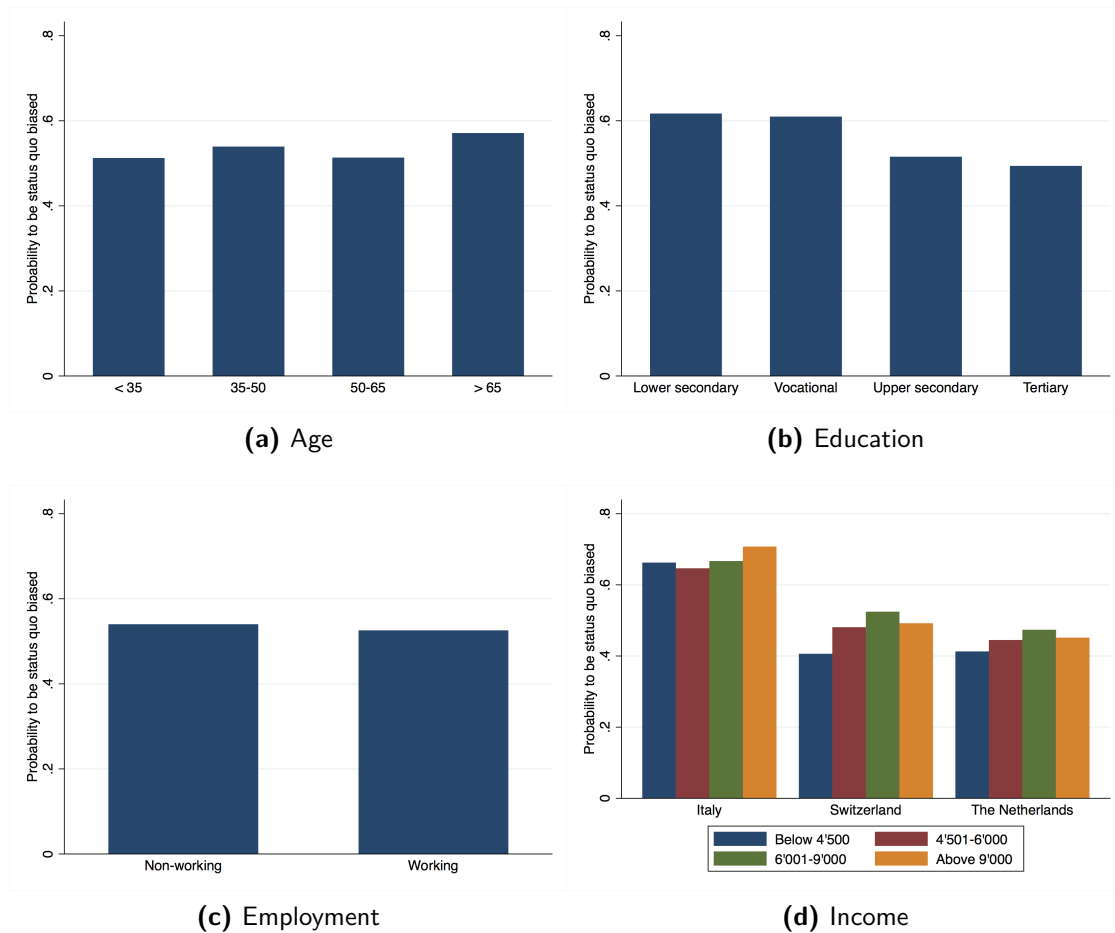 Probability to be status quo biased
.8
.6
.4
.2
0
< 35 35-50 50-65 > 65
(a) Age
Probability to be status quo biased
.8
.6
.4
.2
0
Lower secondary Vocational Upper secondary Tertiary
(b) Education
Probability to be status quo biased
.8
.6
.4
.2
0
Non-working Working
(c) Employment
Probability to be status quo biased
.8
.6
.4
.2
0
Italy Switzerland The Netherlands
Below 4'500 4'501-6'000
6'001-9'000 Above 9'000
(d) Income